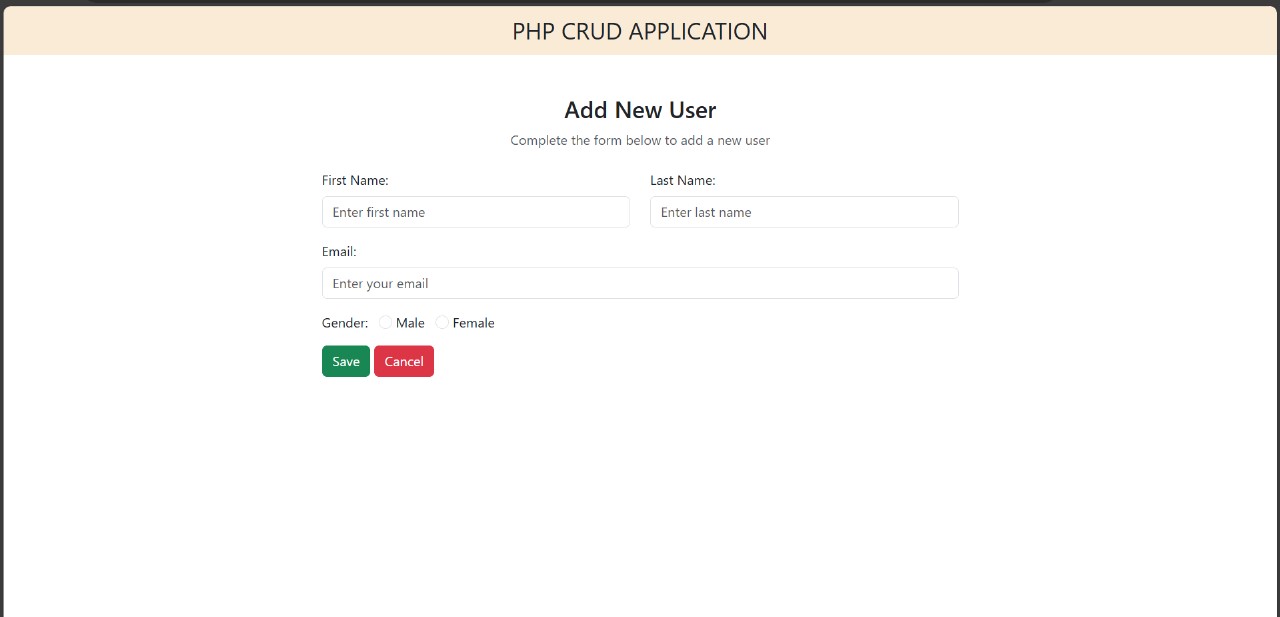 PHP CRUD APPLICATION
Add New User
Complete the form below to add a new user
First Name: Last Name:
Enter first name Enter last name
Email:
Enter your email
Gender: Male Female
Save Cancel